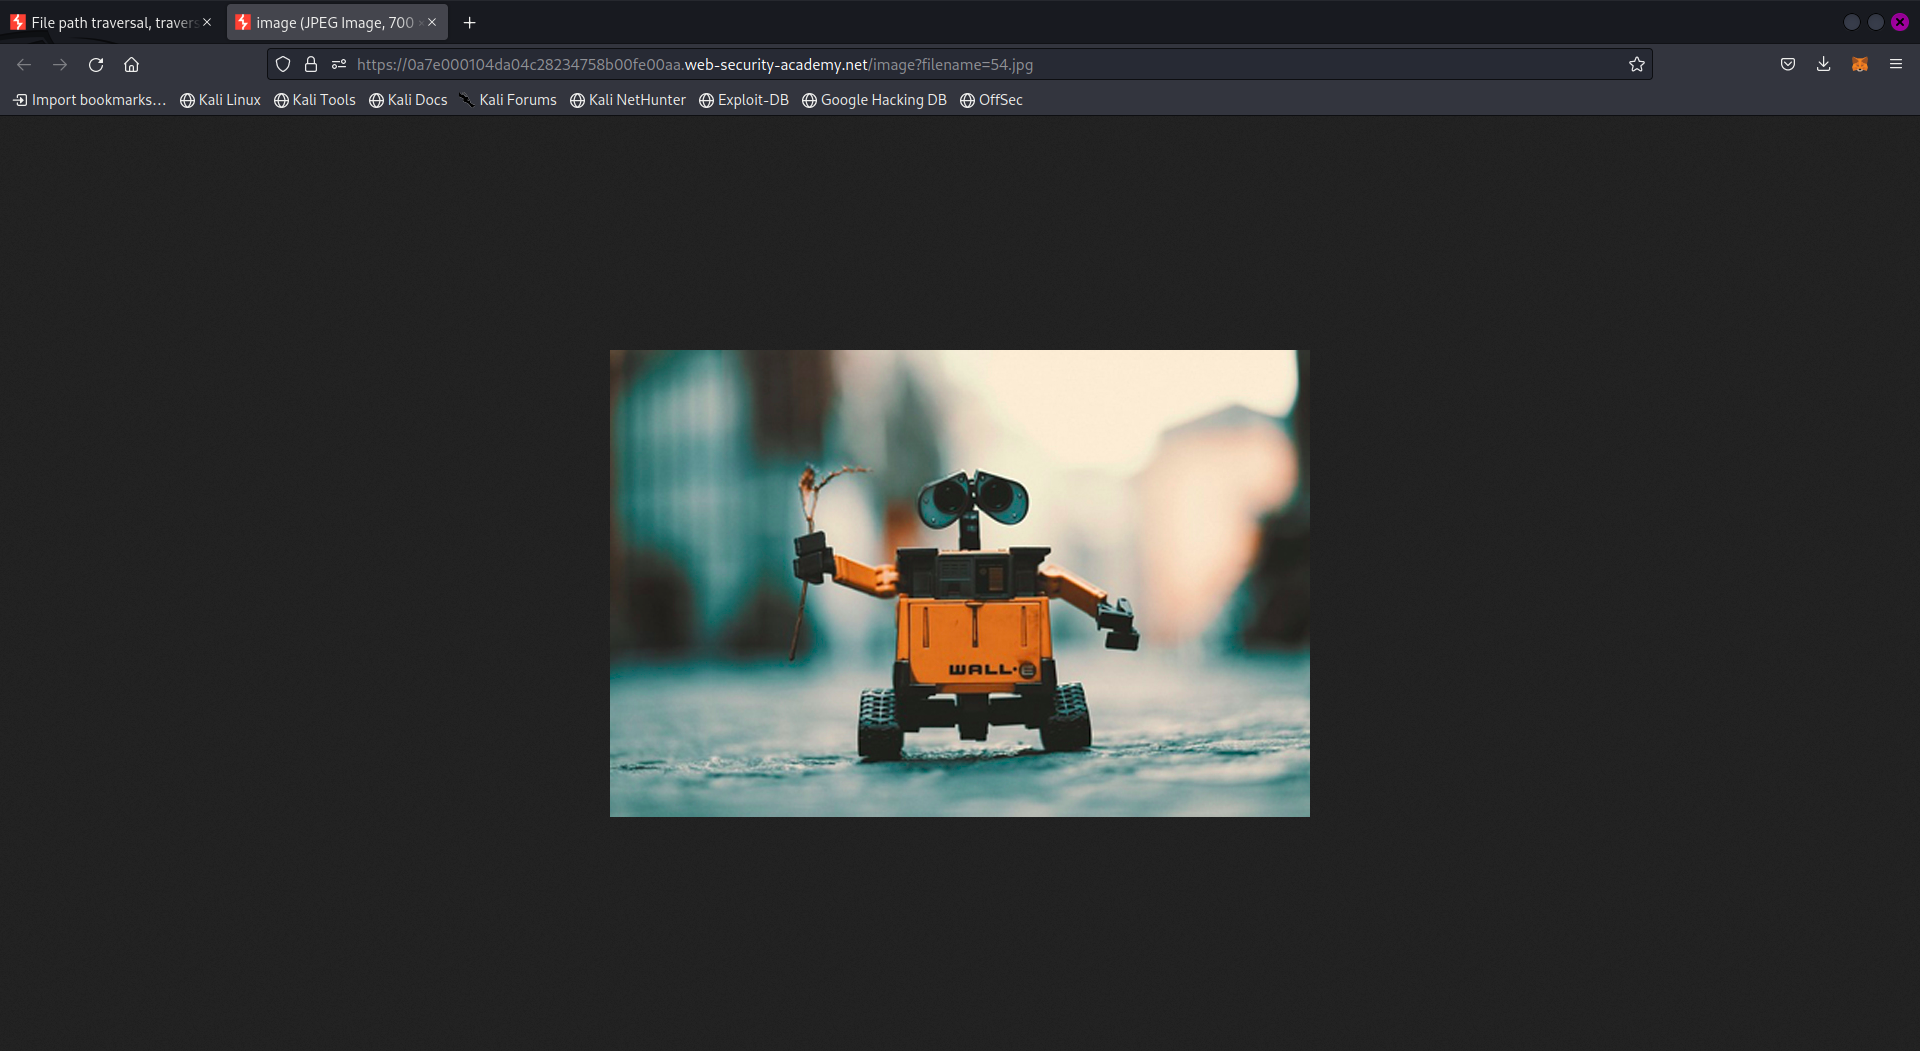 File path traversal, travers
image (JPEG Image, 700 ×
https://0a7e000104da04c28234758b00fe00aa.web-security-academy.net/image?filename=54.jpg
Import bookmarks... Kali Linux Kali Tools Kali Docs Kali Forums Kali NetHunter Exploit-DB Google Hacking DB OffSec
WALL·E